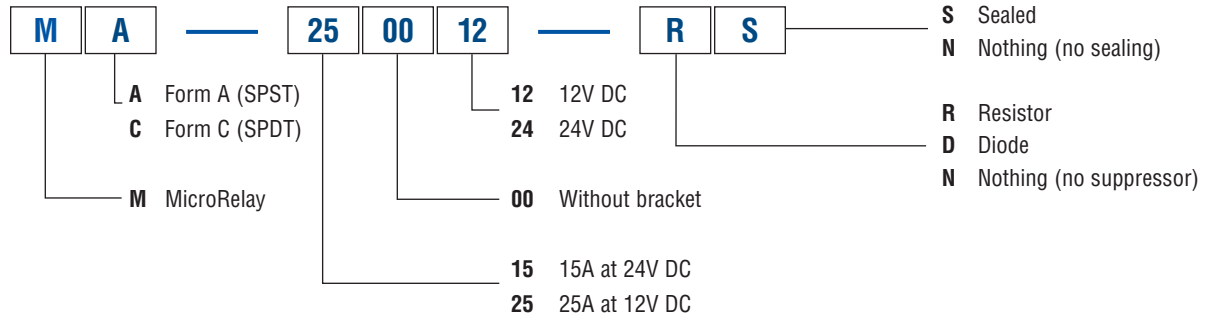 M A — 25 00 12 — R S
S Sealed
N Nothing (no sealing)
A Form A (SPST)
C Form C (SPDT)
12 12V DC
24 24V DC
R Resistor
D Diode
N Nothing (no suppressor)
M MicroRelay
00 Without bracket
15 15A at 24V DC
25 25A at 12V DC